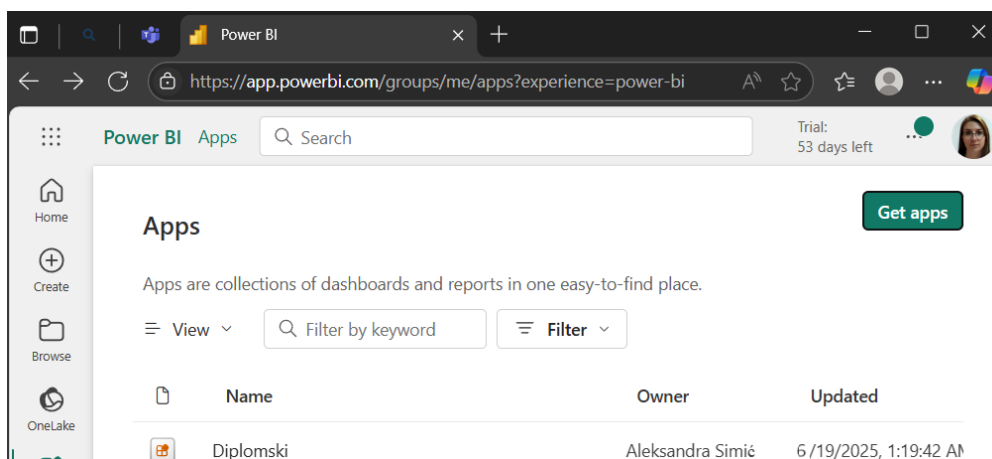 Power BI
https://app.powerbi.com/groups/me/apps?experience=power-bi
Power BI Apps Search
Trial:
53 days left
Home
Create
Browse
OneLake
Get apps
Apps
Apps are collections of dashboards and reports in one easy-to-find place.
View Filter by keyword Filter
Name Owner Updated
Diplomski Aleksandra Simić 6/19/2025, 1:19:42 AM